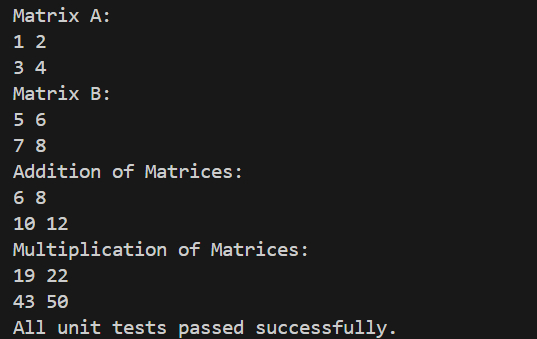 Matrix A:
1 2
3 4
Matrix B:
5 6
7 8
Addition of Matrices:
6 8
10 12
Multiplication of Matrices:
19 22
43 50
All unit tests passed successfully.